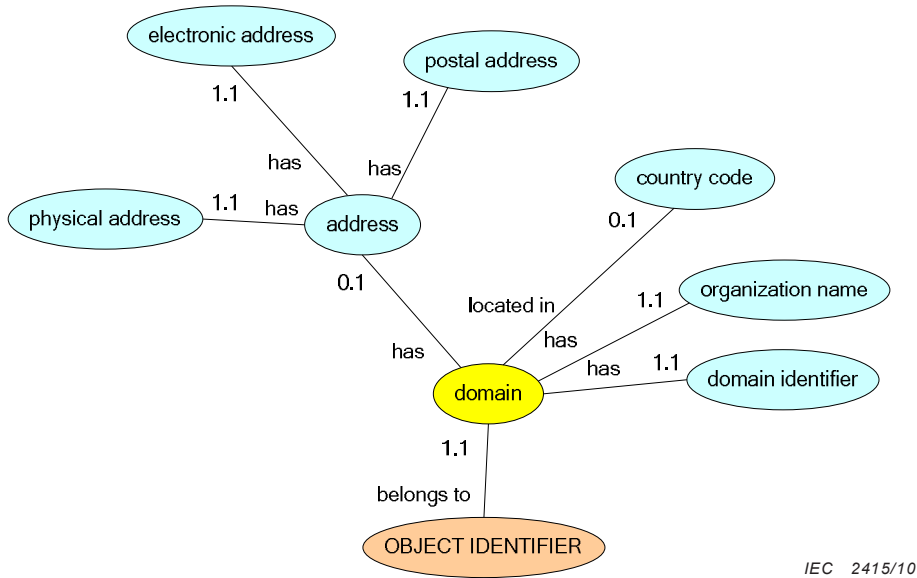 electronic address
postal address
1.1
1.1
has
has
country code
physical address
1.1
has
address
0.1
0.1
organization name
located in
1.1
has
has
has
1.1
domain identifier
domain
1.1
belongs to
OBJECT IDENTIFIER
IEC 2415/10